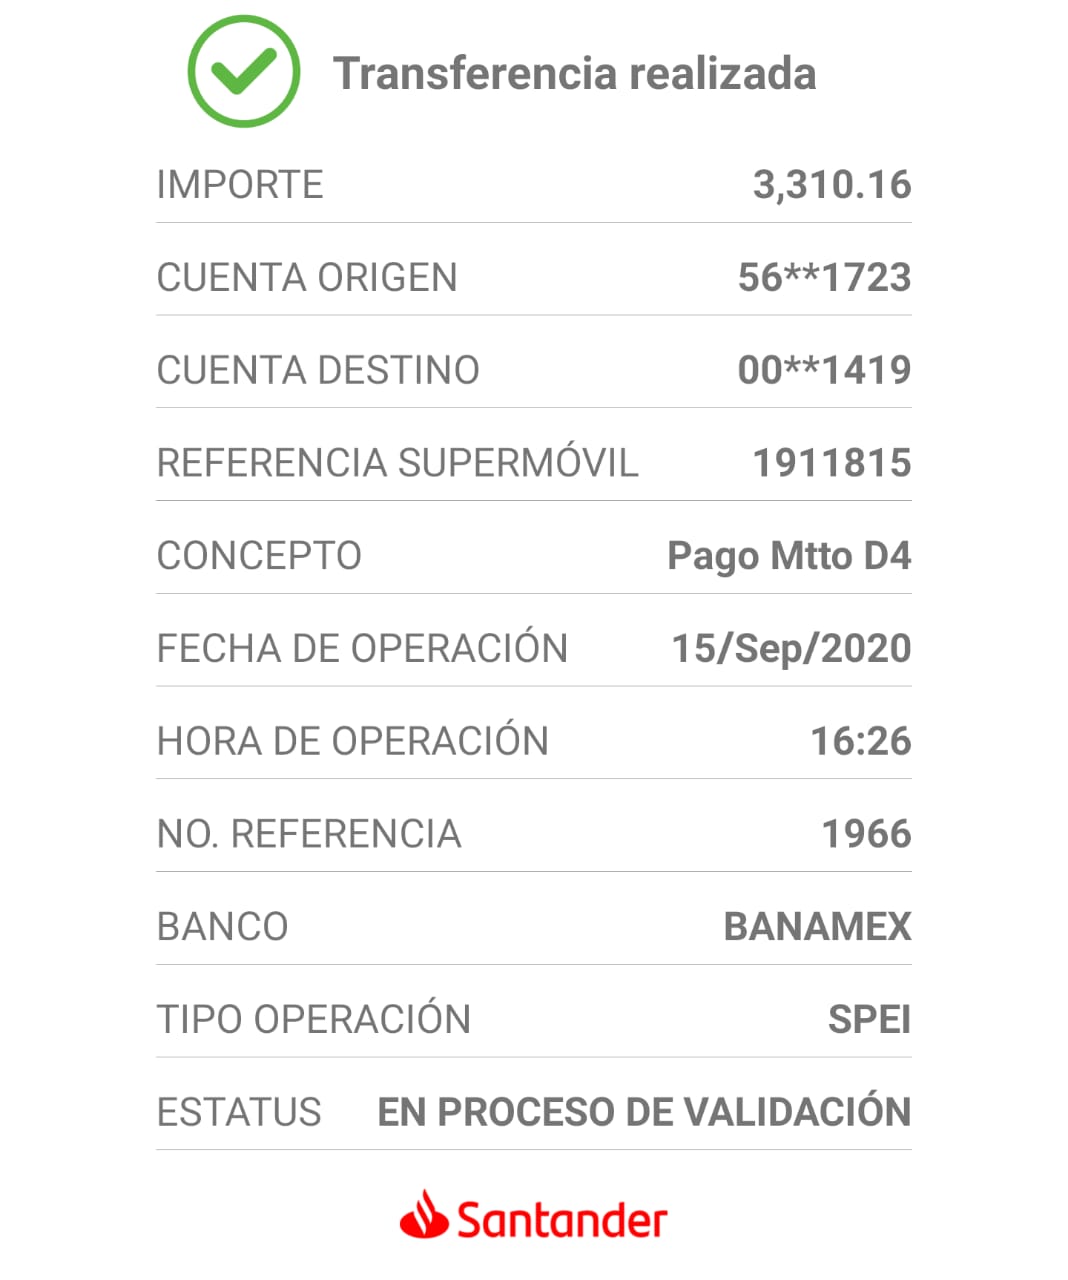 Transferencia realizada
IMPORTE 3,310.16
CUENTA ORIGEN 56**1723
CUENTA DESTINO 00**1419
REFERENCIA SUPERMÓVIL 1911815
CONCEPTO Pago Mtto D4
FECHA DE OPERACIÓN 15/Sep/2020
HORA DE OPERACIÓN 16:26
NO. REFERENCIA 1966
BANCO BANAMEX
TIPO OPERACIÓN SPEI
ESTATUS EN PROCESO DE VALIDACIÓN
Santander